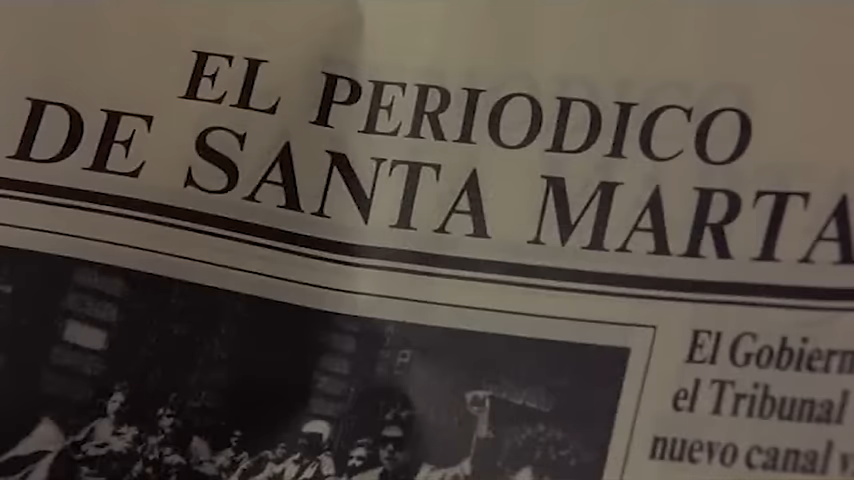 EL PERIODICO
DE SANTA MARTA
El Gobiern
el Tribunal
nuevo canal v